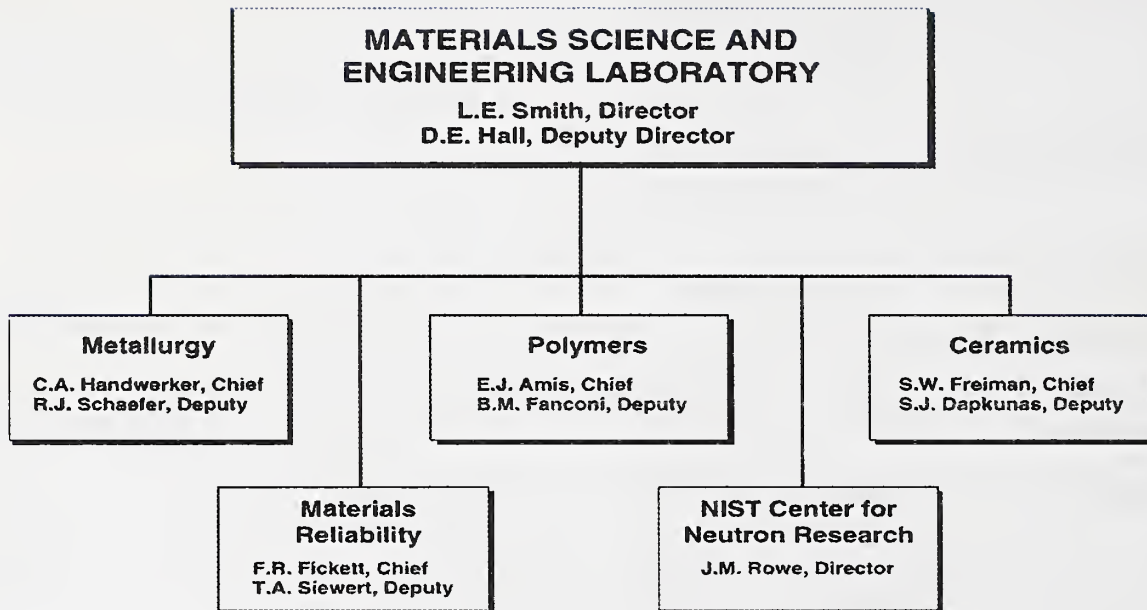 MATERIALS SCIENCE AND
ENGINEERING LABORATORY
L.E. Smith, Director
D.E. Hall, Deputy Director
Metallurgy
C.A. Handwerker, Chief
R.J. Schaefer, Deputy
Polymers
E.J. Amis, Chief
B.M. Fanconi, Deputy
Ceramics
S.W. Freiman, Chief
S.J. Dapkunas, Deputy
Materials
Reliability
F.R. Fickett, Chief
T.A. Siewert, Deputy
NIST Center for
Neutron Research
J.M. Rowe, Director